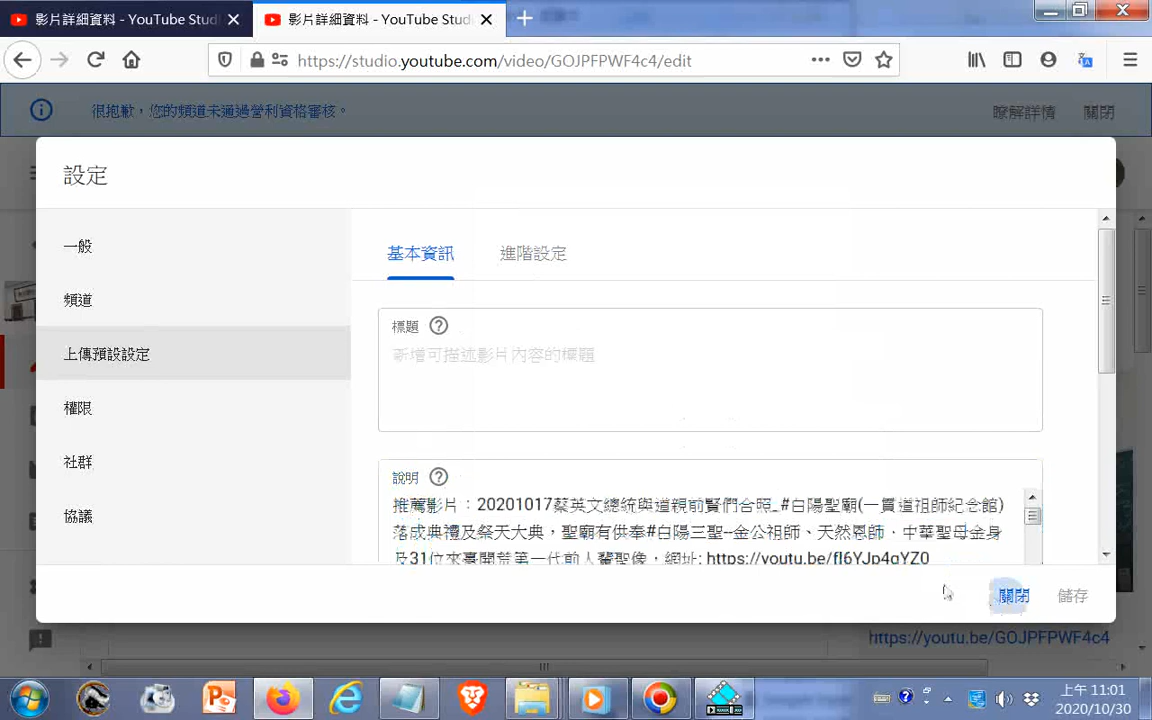 影片詳細資料 - YouTube Stud
影片詳細資料 - YouTube Stud
https://studio.youtube.com/video/GOJPFPWF4c4/edit
很抱歉，您的頻道未通過營利資格審核。
瞭解詳情
關閉
設定
一般
頻道
上傳預設設定
權限
社群
協議
基本資訊
進階設定
標題
新增可描述影片內容的標題
說明
推薦影片：20201017蔡英文總統與道親前賢們合照_#白陽聖廟(一貫道祖師紀念館)
落成典禮及祭天大典，聖廟有供奉#白陽三聖--金公祖師、天然恩師．中華聖母金身
及31位來臺開荒第一代前人輩聖像，網址: https://youtu.be/fI6YJp4qYZ0
關閉
儲存
https://youtu.be/GOJPFPWF4c4
上午 11:01
2020/10/30